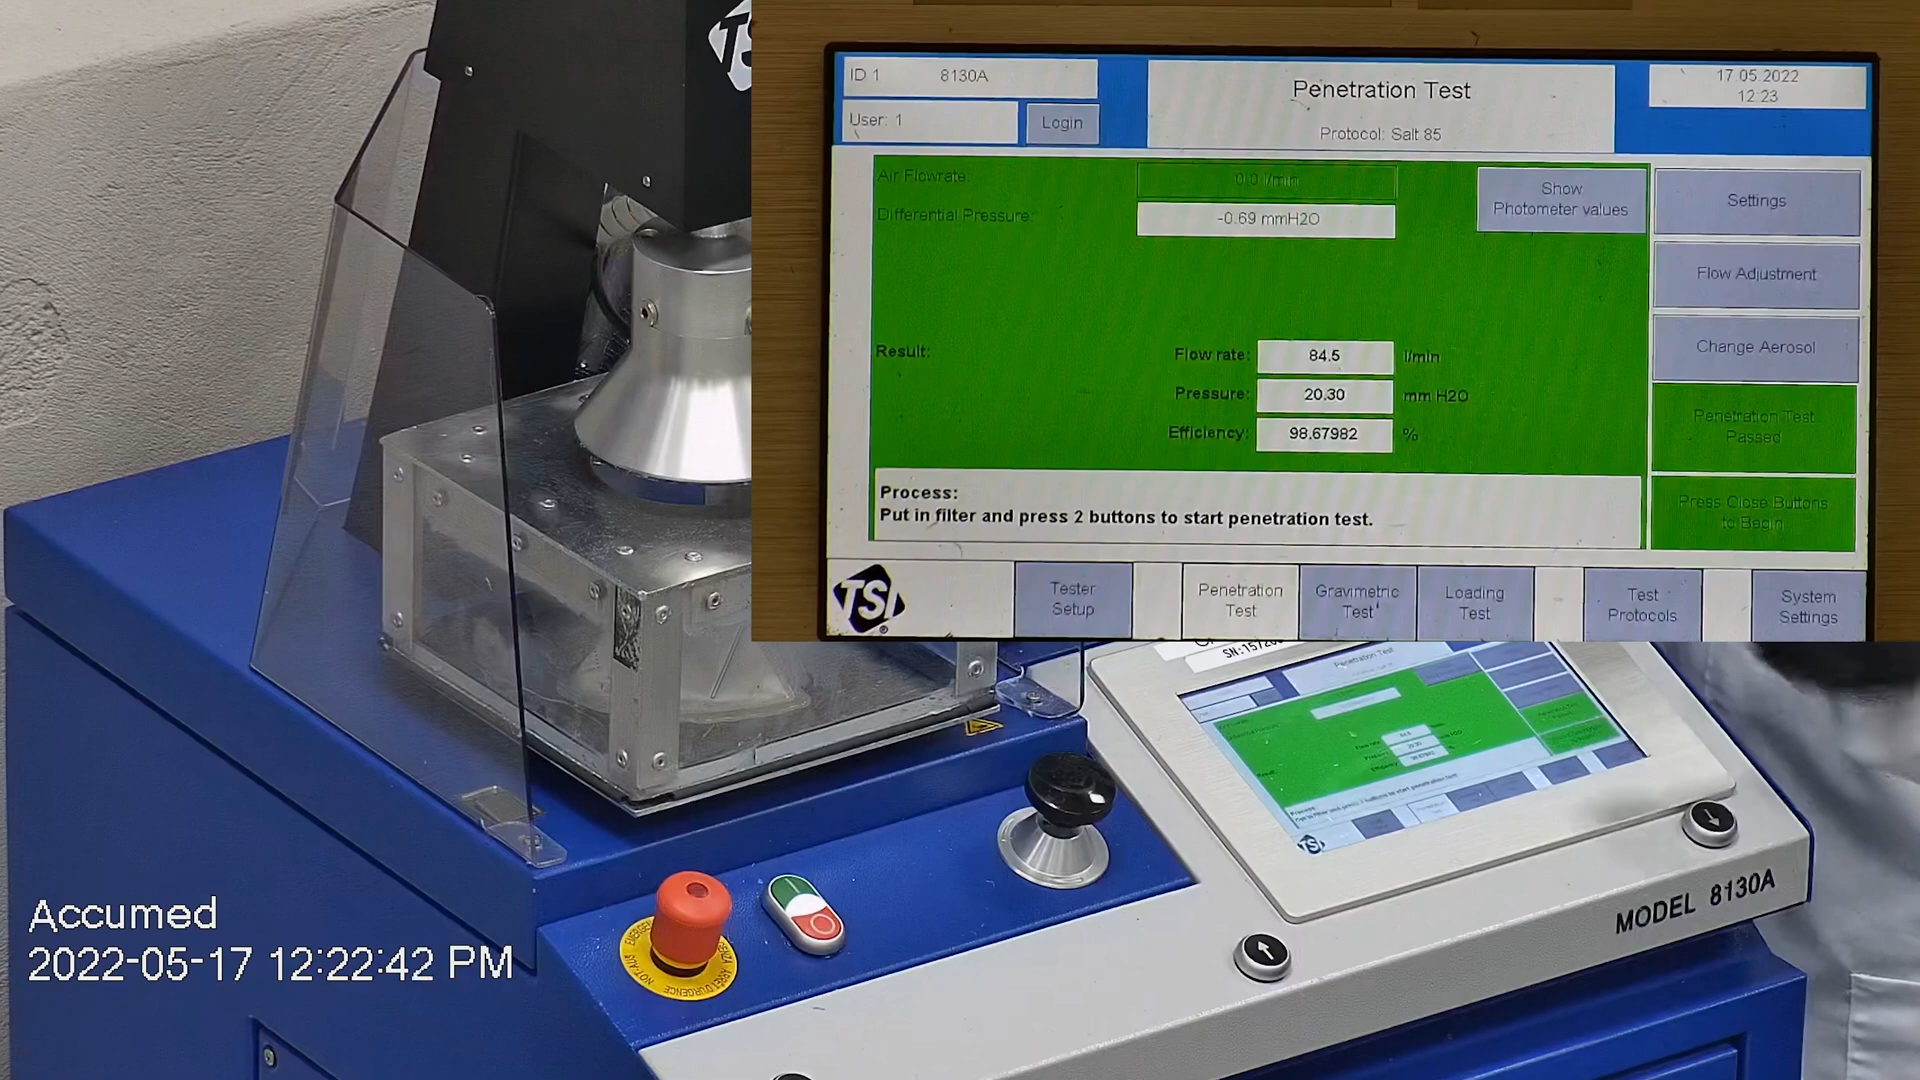 ID 1 8130A
User: 1
Login
Penetration Test
Protocol: Salt 85
17.05.2022
12:23
Air Flowrate:
0.0 l/min
Differential Pressure:
-0.69 mmH2O
Show
Photometer values
Settings
Flow Adjustment
Change Aerosol
Result:
Flow rate: 84.5 l/min
Pressure: 20.30 mm H2O
Efficiency: 98.67982 %
Penetration Test
Passed
Process:
Put in filter and press 2 buttons to start penetration test.
Press Close Buttons
to Begin
TSI
Tester
Setup
Penetration
Test
Gravimetric
Test
Loading
Test
Test
Protocols
System
Settings
Penetration Test
TSI
MODEL 8130A
Accumed
2022-05-17 12:22:42 PM